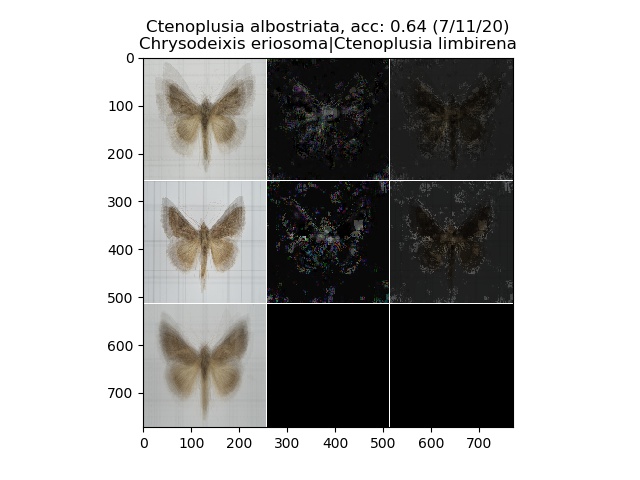 Ctenoplusia albostriata, acc: 0.64 (7/11/20)
Chrysodeixis eriosoma|Ctenoplusia limbirena
0
100
200
300
400
500
600
700
0 100 200 300 400 500 600 700